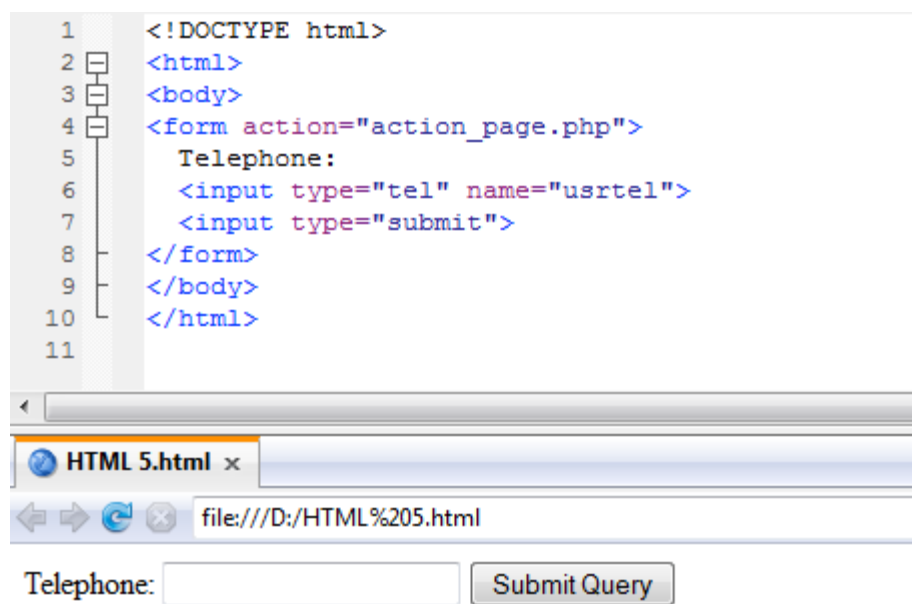 1 <!DOCTYPE html>
2 <html>
3 <body>
4 <form action="action_page.php">
5 Telephone:
6 <input type="tel" name="usrtel">
7 <input type="submit">
8 </form>
9 </body>
10 </html>
11
HTML 5.html ×
file:///D:/HTML%205.html
Telephone: Submit Query